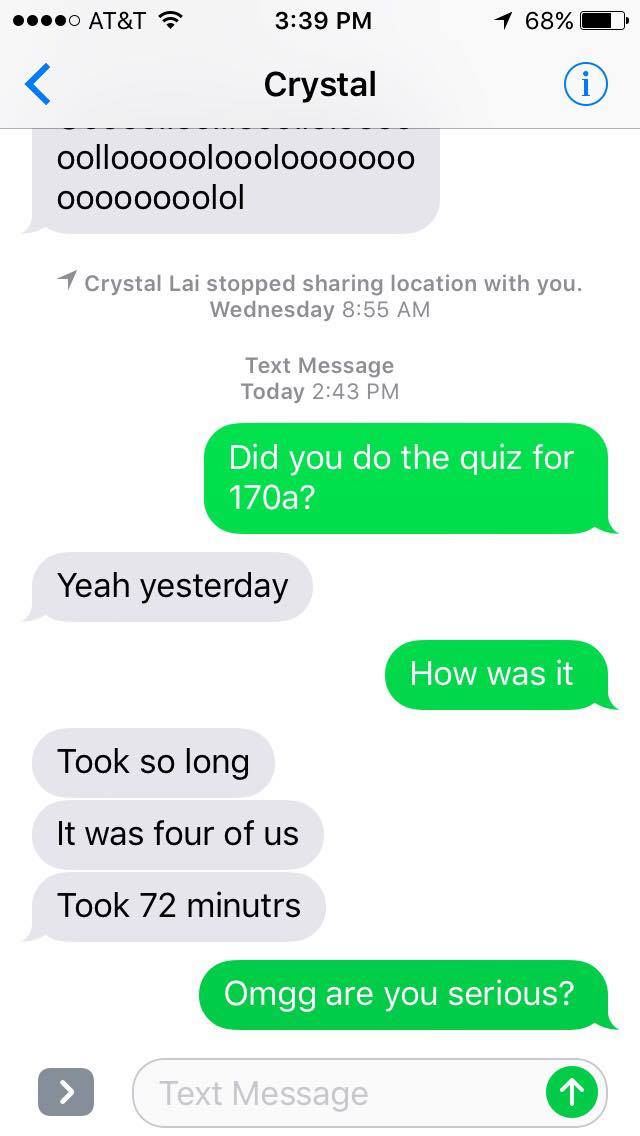 AT&T 3:39 PM 68%
Crystal
oollooooolooolooooooo
ooooooooolol
Crystal Lai stopped sharing location with you.
Wednesday 8:55 AM
Text Message
Today 2:43 PM
Did you do the quiz for
170a?
Yeah yesterday
How was it
Took so long
It was four of us
Took 72 minutrs
Omgg are you serious?
Text Message